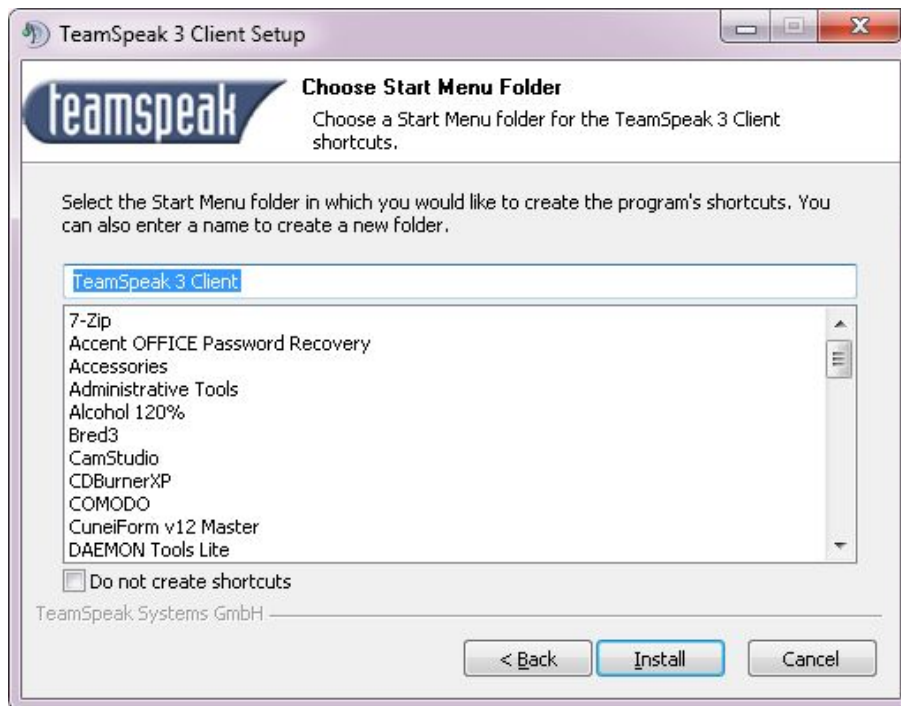 TeamSpeak 3 Client Setup
teamspeak
Choose Start Menu Folder
Choose a Start Menu folder for the TeamSpeak 3 Client
shortcuts.
Select the Start Menu folder in which you would like to create the program's shortcuts. You
can also enter a name to create a new folder.
TeamSpeak 3 Client
7-Zip
Accent OFFICE Password Recovery
Accessories
Administrative Tools
Alcohol 120%
Bred3
CamStudio
CDBurnerXP
COMODO
CuneiForm v12 Master
DAEMON Tools Lite
Do not create shortcuts
TeamSpeak Systems GmbH
< Back
Install
Cancel